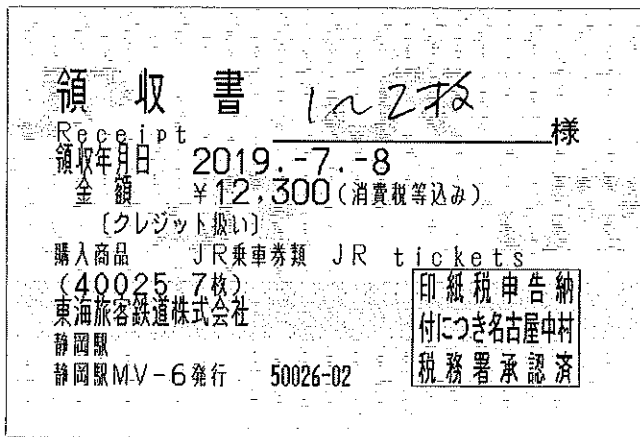 領収書 1～2枚
Receipt 様
領収年月日 2019.-7.-8
金額 ¥12,300(消費税等込み)
〔クレジット扱い〕
購入商品 JR乗車券類 JR tickets
(40025 7枚)
東海旅客鉄道株式会社
静岡駅
静岡駅MV-6発行 50026-02
印紙税申告納
付につき名古屋中村
税務署承認済